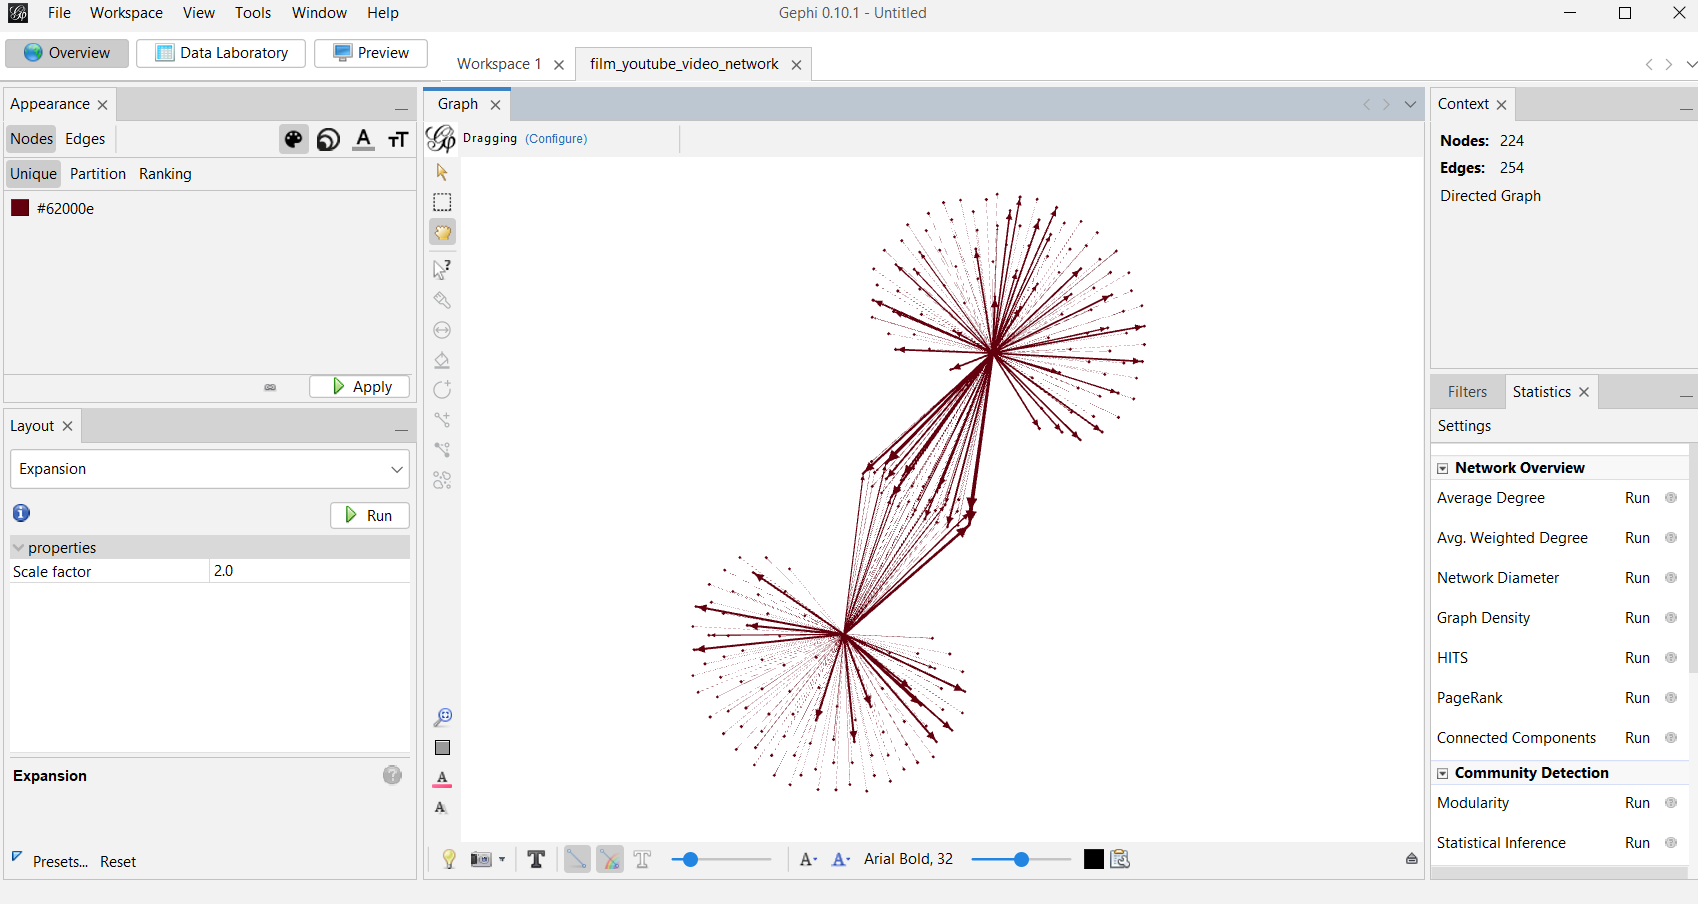 File Workspace View Tools Window Help
Gephi 0.10.1 - Untitled
Overview Data Laboratory Preview
Workspace 1 film_youtube_video_network
Appearance
Nodes Edges
A TT
Unique Partition Ranking
#62000e
Apply
Layout
Expansion
Run
properties
Scale factor 2.0
Expansion
Presets... Reset
Graph
Dragging (Configure)
A
A
T T A- A- Arial Bold, 32
Context
Nodes: 224
Edges: 254
Directed Graph
Filters Statistics
Settings
Network Overview
Average Degree Run
Avg. Weighted Degree Run
Network Diameter Run
Graph Density Run
HITS Run
PageRank Run
Connected Components Run
Community Detection
Modularity Run
Statistical Inference Run